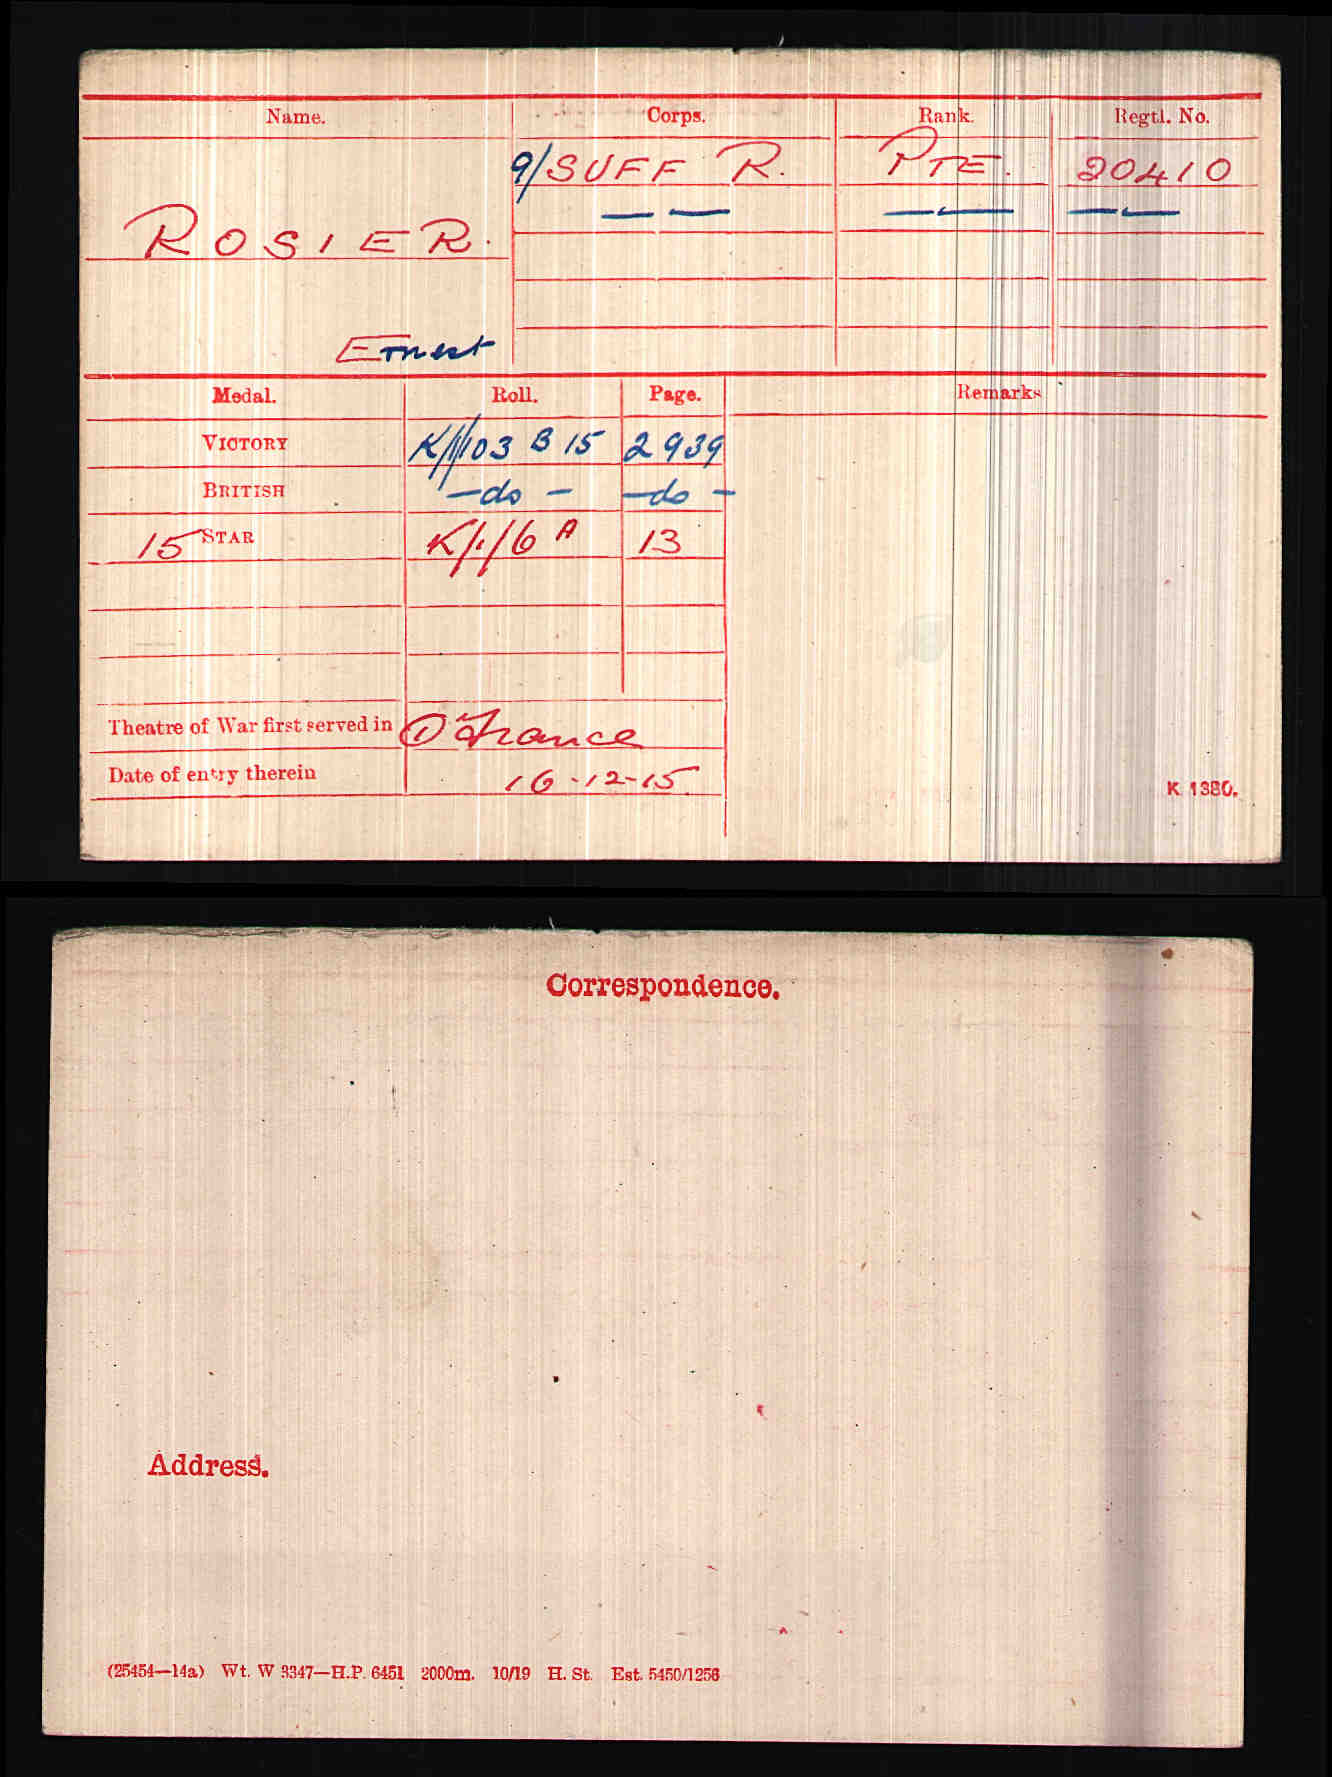 Name. Corps. Rank. Regtl. No.
9/SUFF R. PTE. 20410
ROSIER.
Ernest
Medal. Roll. Page. Remarks
VICTORY K/1/103 B 15 2939
BRITISH —do— —do—
15 STAR K/1/6 A 13
Theatre of War first served in (1) France
Date of entry therein 16-12-15.
K. 1380.
Correspondence.
Address.
(25454—14a) Wt. W 3347—H.P. 6451 2000m. 10/19 H. St. Est. 5450/1256